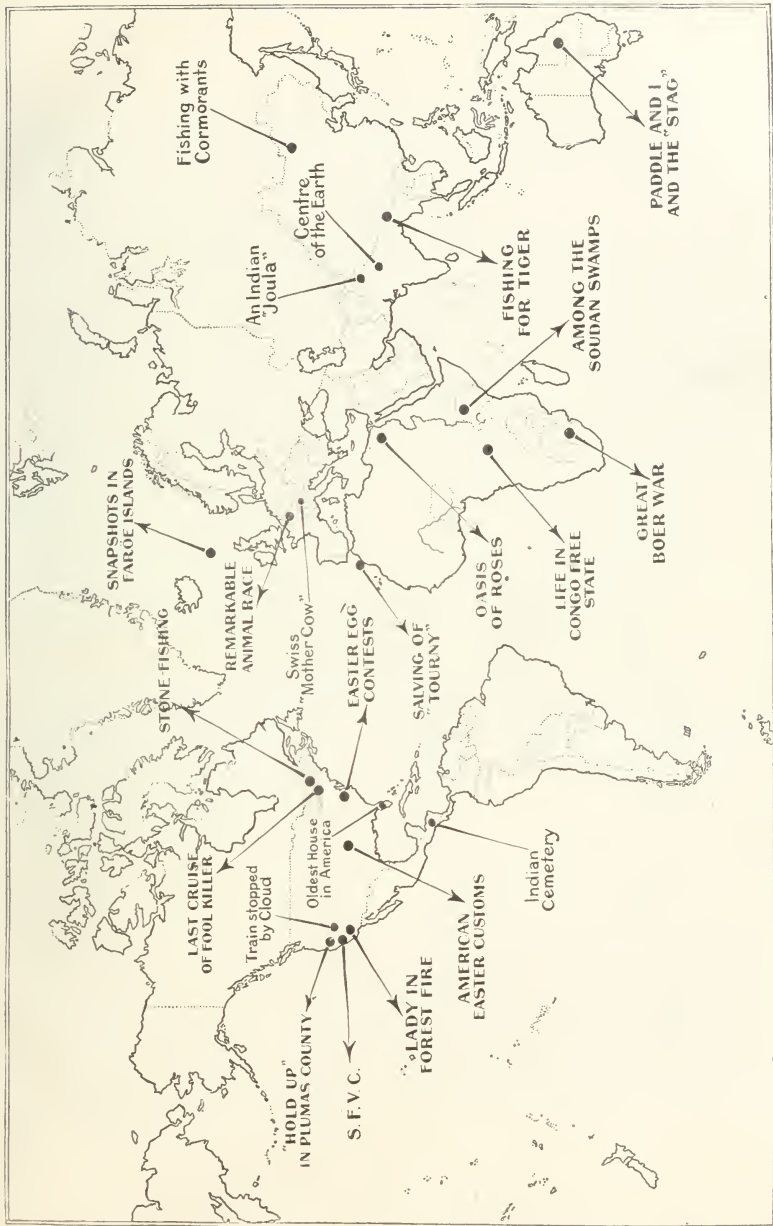 SNAPSHOTS IN
FARÖE ISLANDS
STONE-FISHING
LAST CRUISE
OF FOOL KILLER
REMARKABLE
ANIMAL RACE
Fishing with
Cormorants
Train stopped
by Cloud
Oldest House
in America
Swiss
"Mother Cow"
An Indian
"Joula"
Centre
of the Earth
"HOLD UP"
IN PLUMAS COUNTY
S. F. V. C.
EASTER EGG
CONTESTS
"LADY IN
FOREST FIRE
AMERICAN
EASTER CUSTOMS
SALVING OF
"TOURNY"
Indian
Cemetery
OASIS
OF ROSES
FISHING
FOR TIGER
LIFE IN
CONGO FREE
STATE
AMONG THE
SOUDAN SWAMPS
GREAT
BOER WAR
PADDLE AND I
AND THE "STAG"